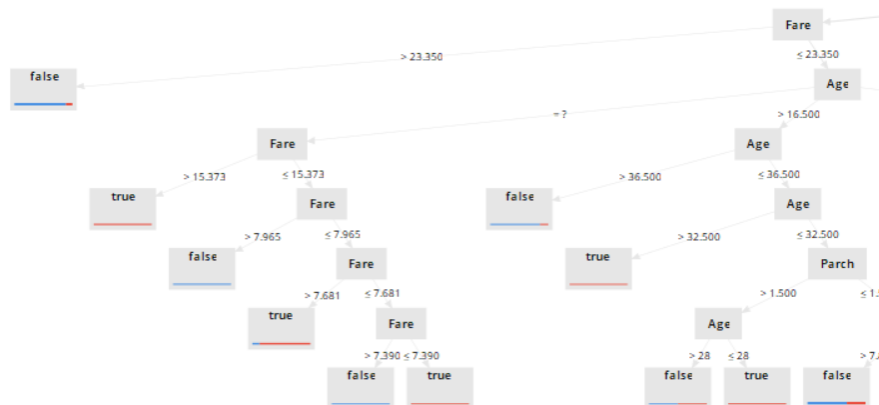 Fare
> 23.350
≤ 23.350
false
Age
= ?
> 16.500
Fare
Age
> 15.373
≤ 15.373
> 36.500
≤ 36.500
true
Fare
false
Age
> 7.965
≤ 7.965
> 32.500
≤ 32.500
false
Fare
true
Parch
> 7.681
≤ 7.681
> 1.500
true
Fare
Age
> 7.390
≤ 7.390
> 28
≤ 28
false
true
false
true
false